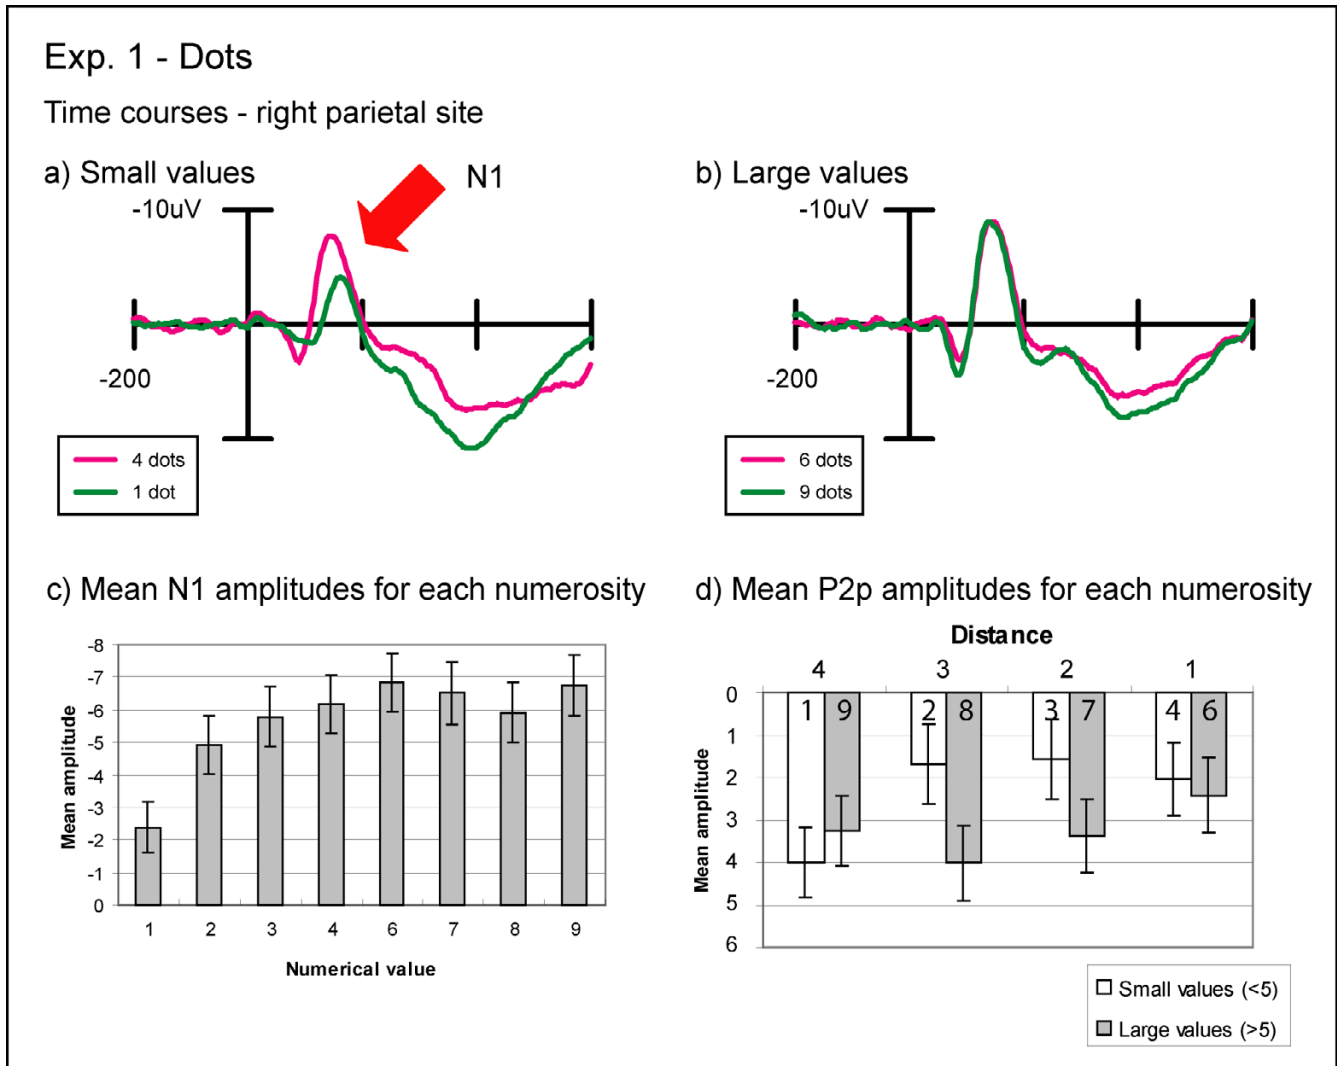 Exp. 1 - Dots
Time courses - right parietal site
a) Small values
N1
-10uV
-200
4 dots
1 dot
b) Large values
-10uV
-200
6 dots
9 dots
c) Mean N1 amplitudes for each numerosity
Mean amplitude
-8
-7
-6
-5
-4
-3
-2
-1
0
1 2 3 4 6 7 8 9
Numerical value
d) Mean P2p amplitudes for each numerosity
Distance
4 3 2 1
Mean amplitude
0
1
2
3
4
5
6
1 9 2 8 3 7 4 6
Small values (<5)
Large values (>5)